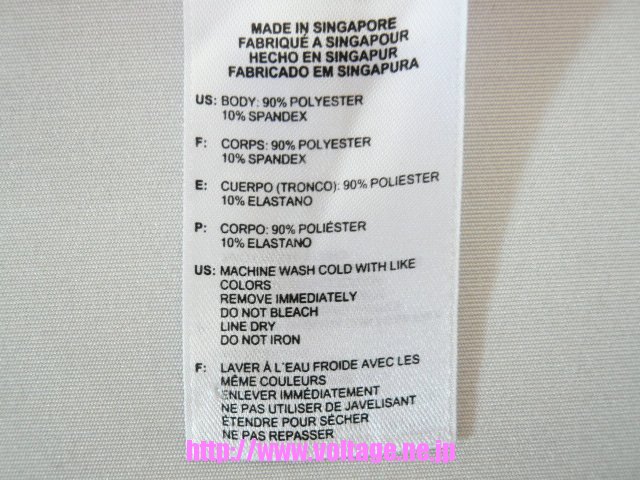 MADE IN SINGAPORE
FABRIQUÉ A SINGAPOUR
HECHO EN SINGAPUR
FABRICADO EM SINGAPURA
US: BODY: 90% POLYESTER
10% SPANDEX
F: CORPS: 90% POLYESTER
10% SPANDEX
E: CUERPO (TRONCO): 90% POLIESTER
10% ELASTANO
P: CORPO: 90% POLIÉSTER
10% ELASTANO
US: MACHINE WASH COLD WITH LIKE
COLORS
REMOVE IMMEDIATELY
DO NOT BLEACH
LINE DRY
DO NOT IRON
F: LAVER À L'EAU FROIDE AVEC LES
MÊME COULEURS
ENLEVER IMMÉDIATEMENT
NE PAS UTILISER DE JAVELISANT
ÉTENDRE POUR SÉCHER
NE PAS REPASSER
http://www.voltage.ne.jp